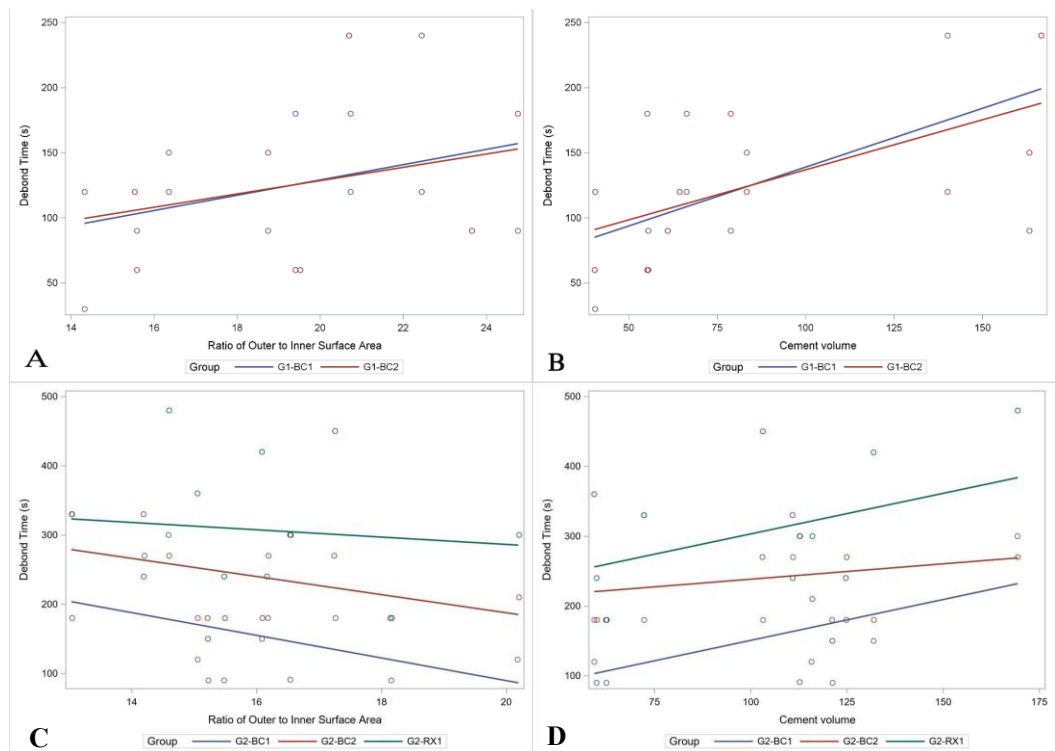 250
200
150
100
50
Debond Time (s)
14 16 18 20 22 24
Ratio of Outer to Inner Surface Area
A
Group G1-BC1 G1-BC2
250
200
150
100
50
Debond Time (s)
50 75 100 125 150
Cement volume
B
Group G1-BC1 G1-BC2
500
400
300
200
100
Debond Time (s)
14 16 18 20
Ratio of Outer to Inner Surface Area
C
Group G2-BC1 G2-BC2 G2-RX1
500
400
300
200
100
Debond Time (s)
75 100 125 150 175
Cement volume
D
Group G2-BC1 G2-BC2 G2-RX1